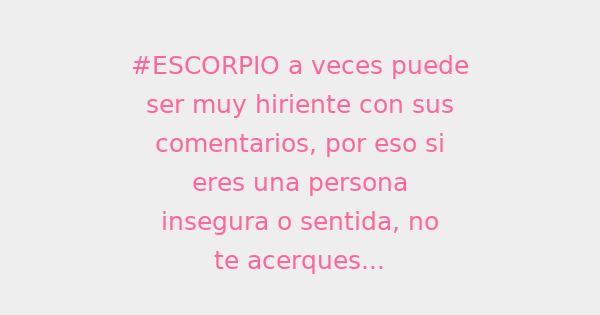 #ESCORPIO a veces puede
ser muy hiriente con sus
comentarios, por eso si
eres una persona
insegura o sentida, no
te acerques...